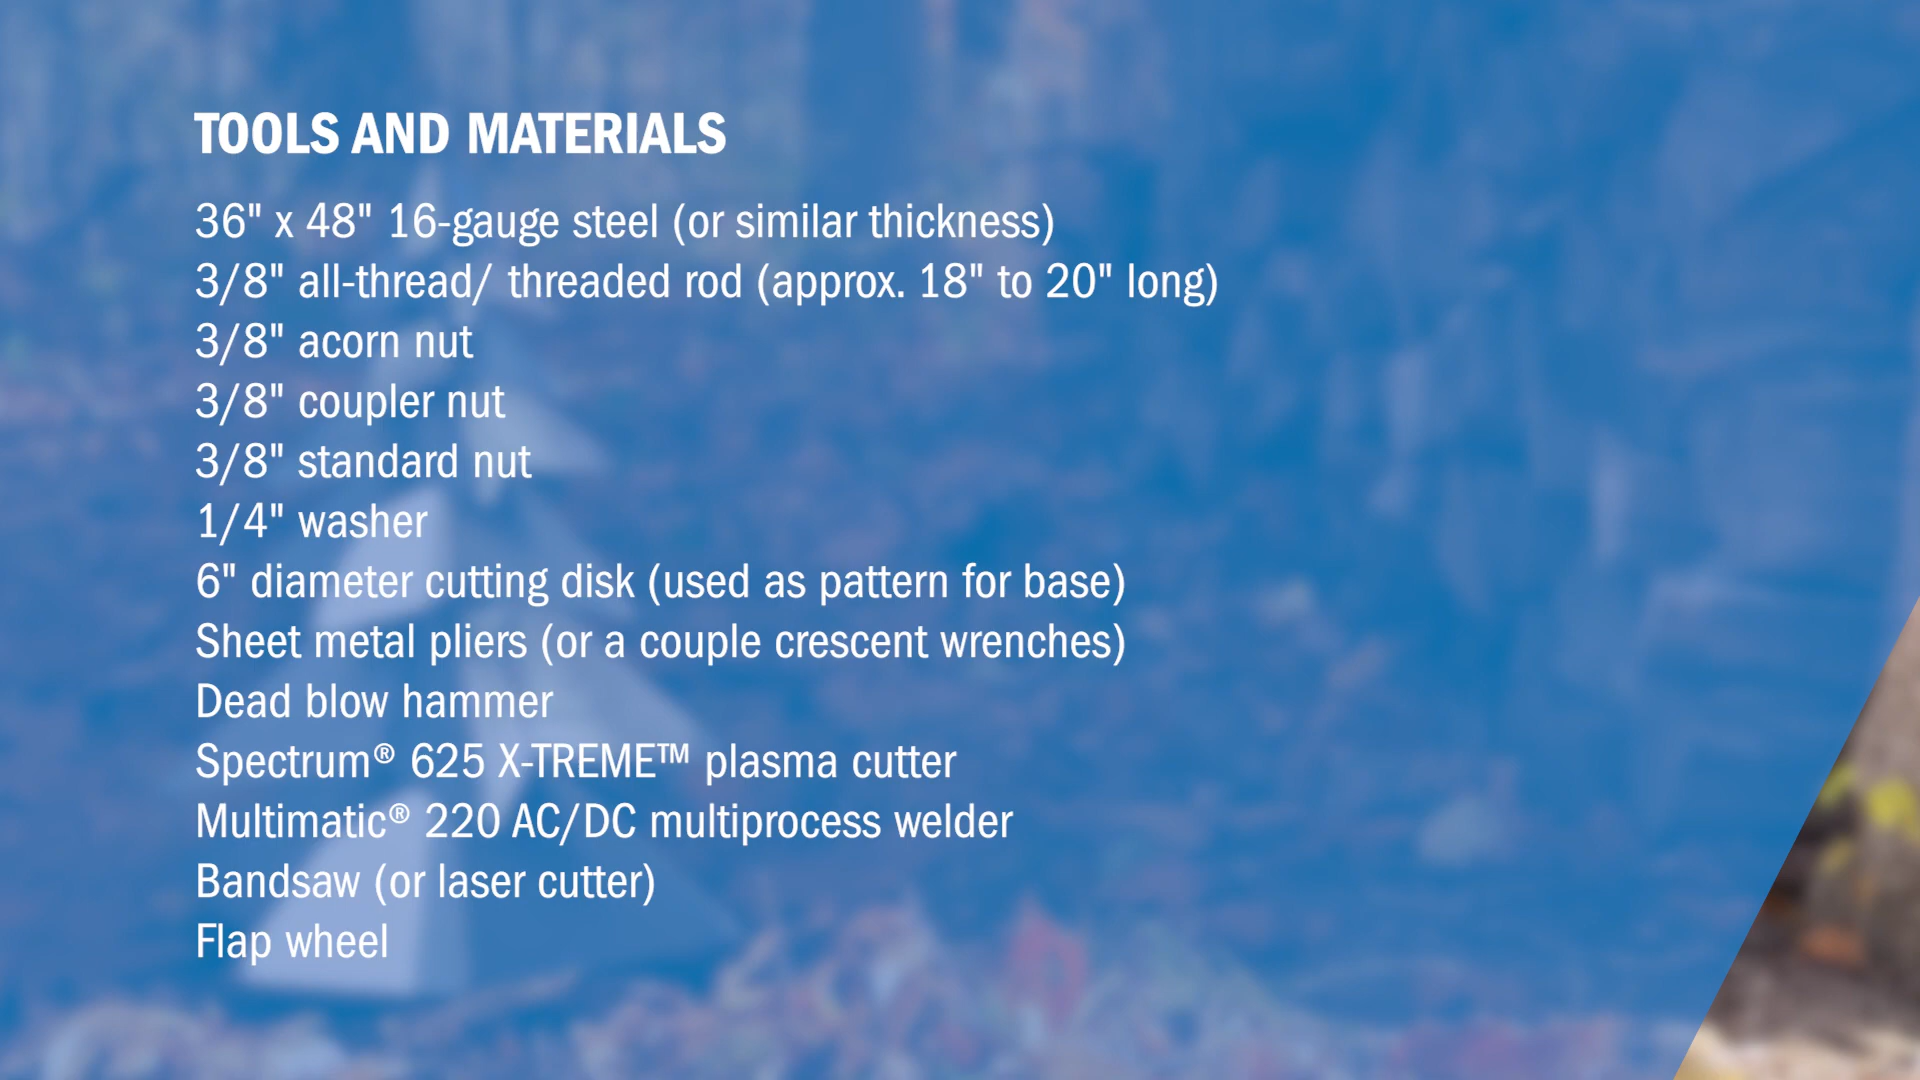 TOOLS AND MATERIALS
36" x 48" 16-gauge steel (or similar thickness)
3/8" all-thread/ threaded rod (approx. 18" to 20" long)
3/8" acorn nut
3/8" coupler nut
3/8" standard nut
1/4" washer
6" diameter cutting disk (used as pattern for base)
Sheet metal pliers (or a couple crescent wrenches)
Dead blow hammer
Spectrum® 625 X-TREME™ plasma cutter
Multimatic® 220 AC/DC multiprocess welder
Bandsaw (or laser cutter)
Flap wheel